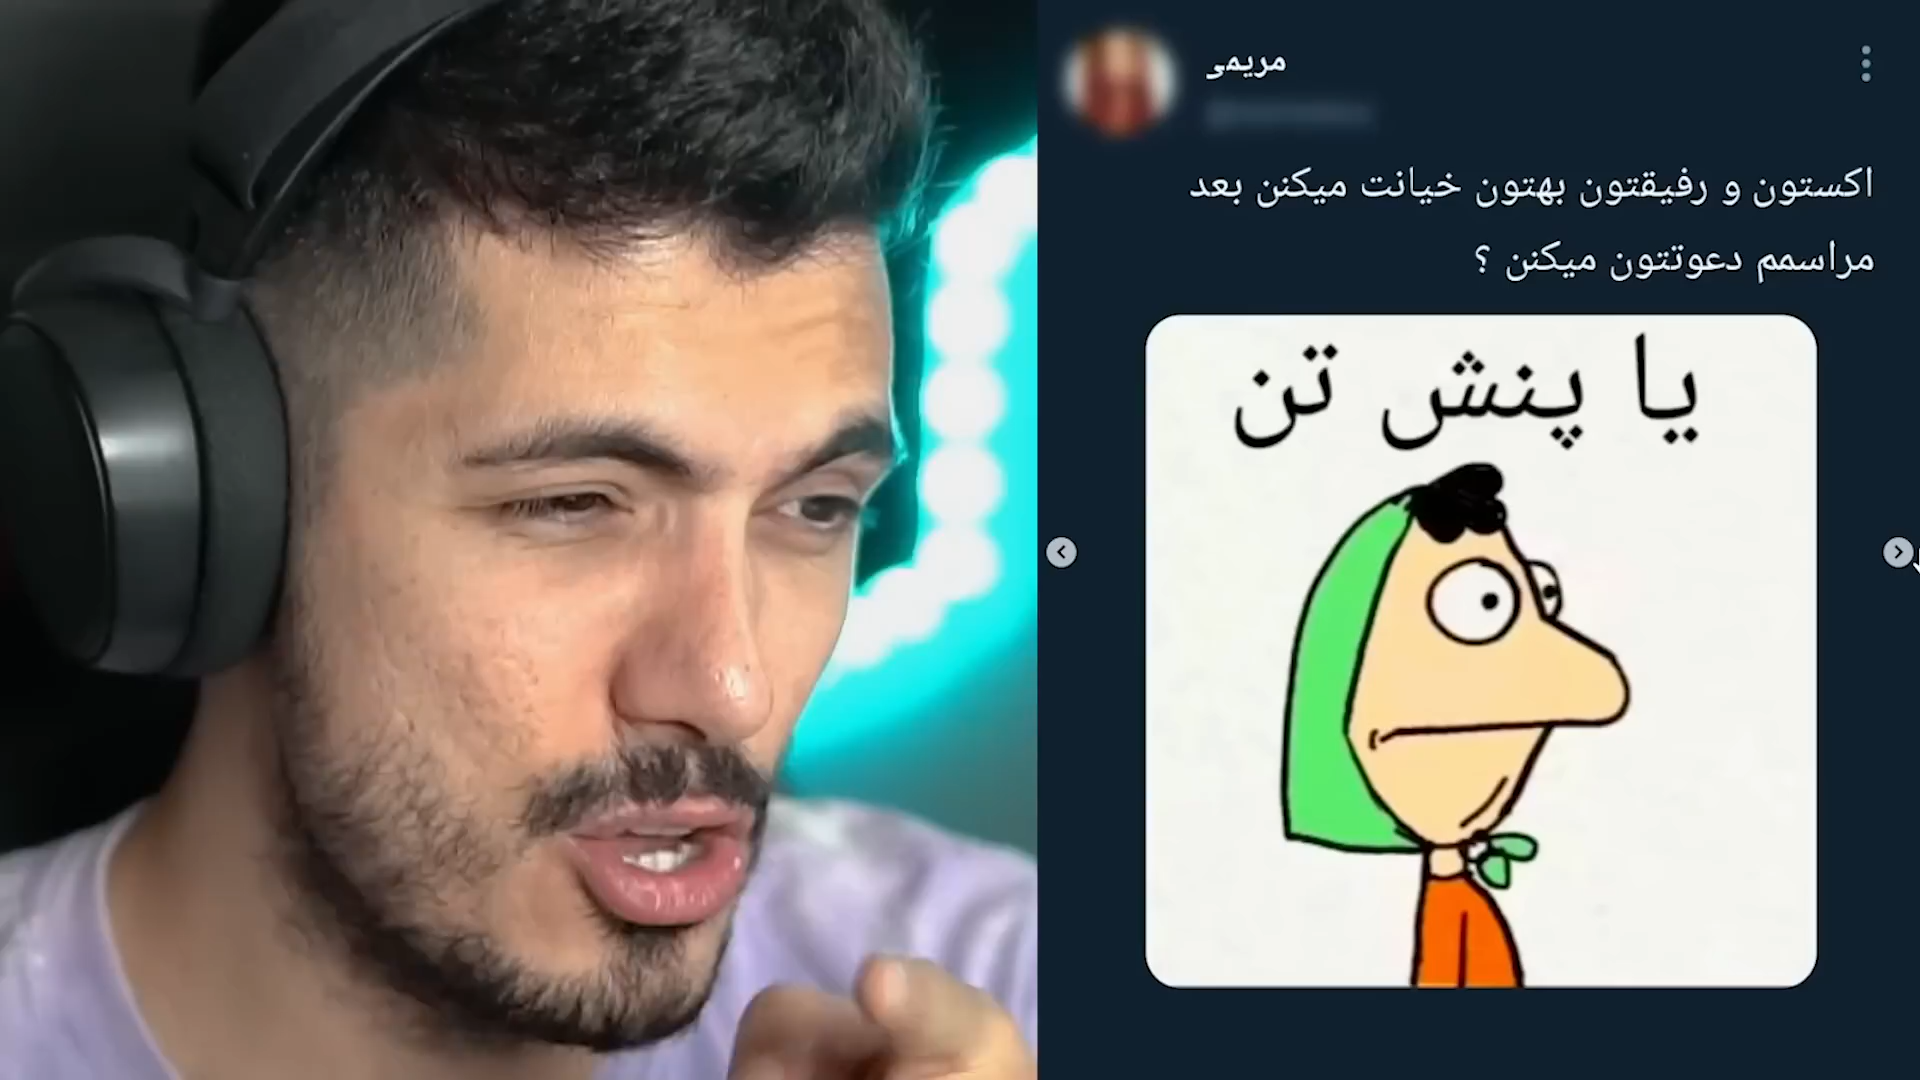 مریمی
اکستون و رفیقتون بهتون خیانت میکنن بعد
مراسمم دعوتتون میکنن ؟
یا پنش تن